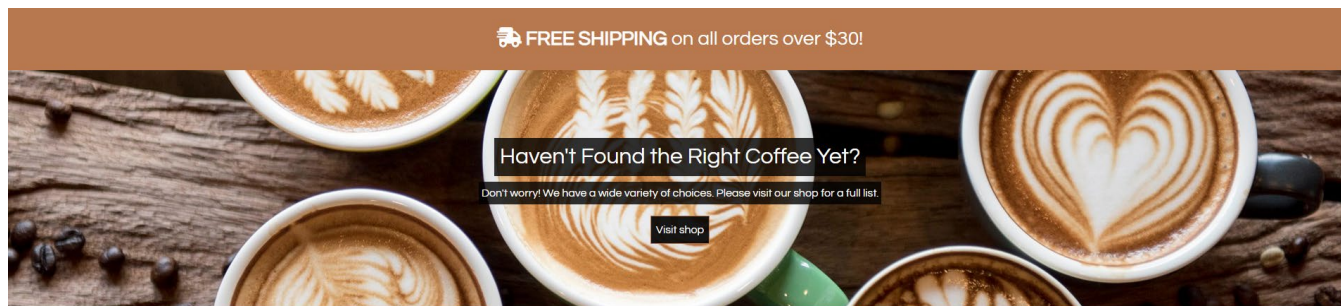 FREE SHIPPING on all orders over $30!
Haven't Found the Right Coffee Yet?
Don't worry! We have a wide variety of choices. Please visit our shop for a full list.
Visit shop